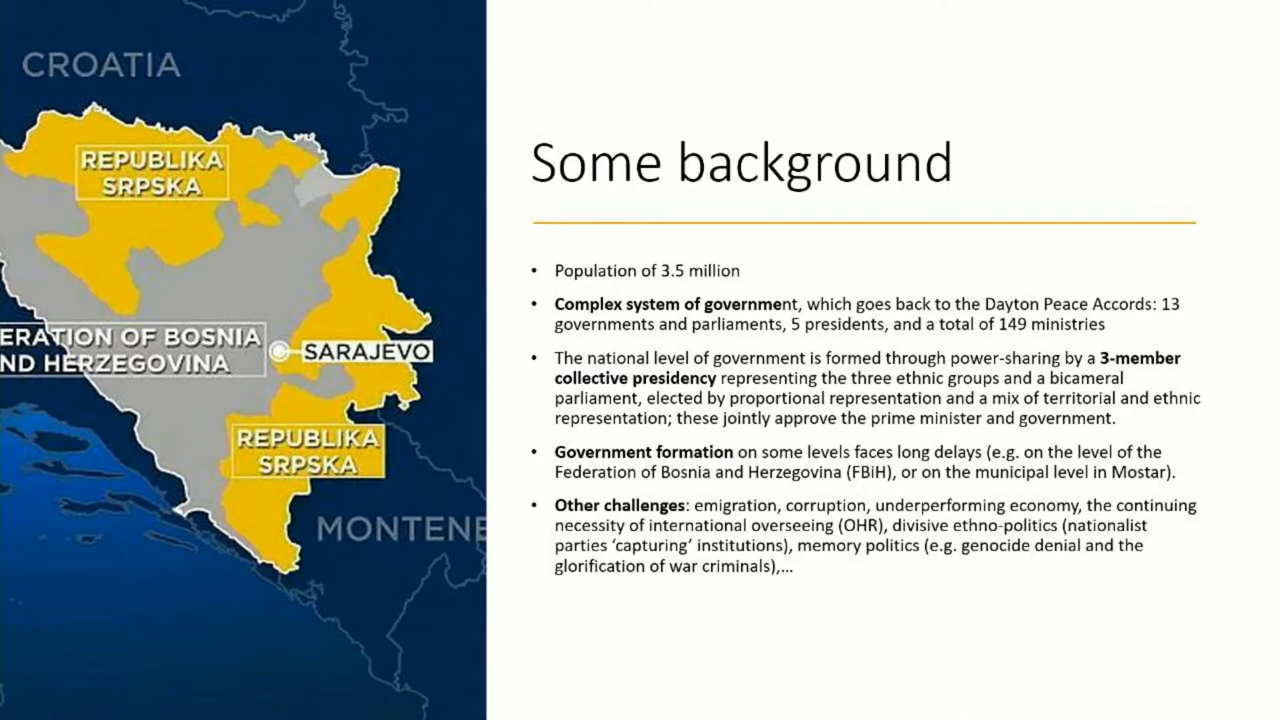 CROATIA
REPUBLIKA
SRPSKA
ERATION OF BOSNIA
ND HERZEGOVINA
SARAJEVO
REPUBLIKA
SRPSKA
MONTENE
Some background
• Population of 3.5 million
• Complex system of government, which goes back to the Dayton Peace Accords: 13
governments and parliaments, 5 presidents, and a total of 149 ministries
• The national level of government is formed through power-sharing by a 3-member
collective presidency representing the three ethnic groups and a bicameral
parliament, elected by proportional representation and a mix of territorial and ethnic
representation; these jointly approve the prime minister and government.
• Government formation on some levels faces long delays (e.g. on the level of the
Federation of Bosnia and Herzegovina (FBiH), or on the municipal level in Mostar).
• Other challenges: emigration, corruption, underperforming economy, the continuing
necessity of international overseeing (OHR), divisive ethno-politics (nationalist
parties ‘capturing’ institutions), memory politics (e.g. genocide denial and the
glorification of war criminals),…